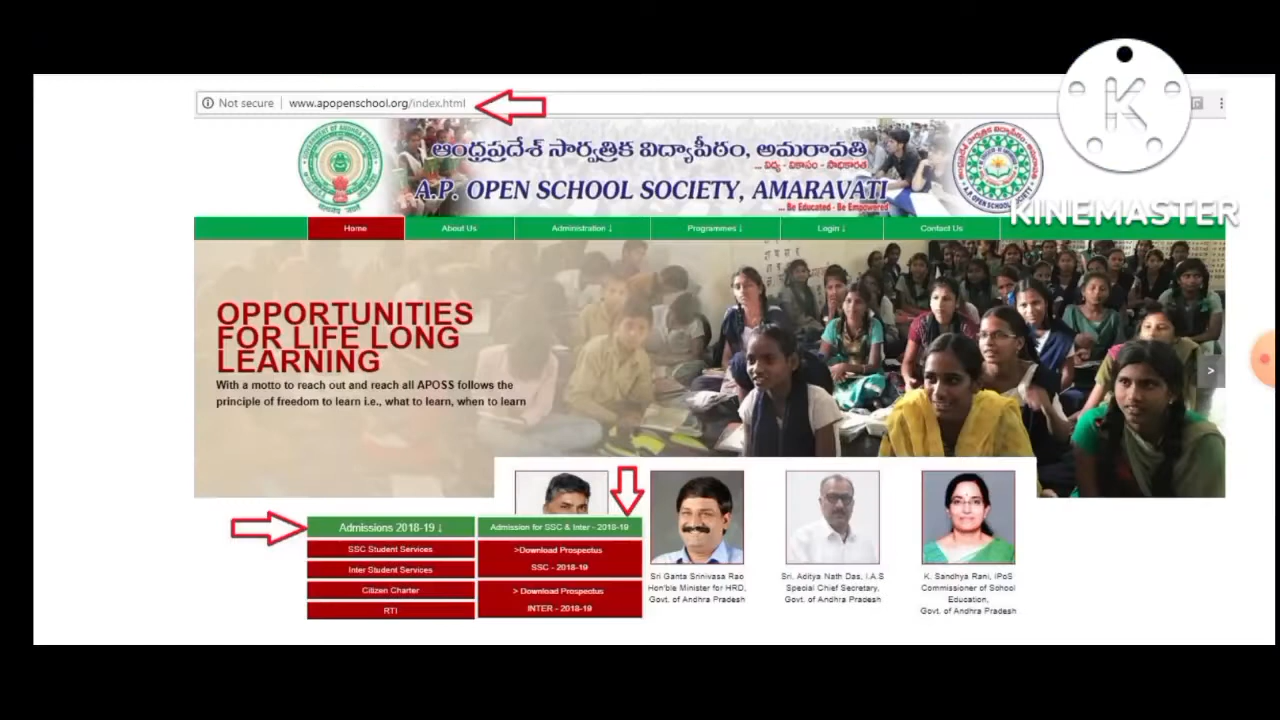 Not secure | www.apopenschool.org/index.html
ఆంధ్రప్రదేశ్ సార్వత్రిక విద్యాపీఠం, అమరావతి
... విద్య - వికాసం - సాధికారత
A.P. OPEN SCHOOL SOCIETY, AMARAVATI
... Be Educated - Be Empowered
KINEMASTER
Home About Us Administration ↓ Programmes ↓ Login ↓ Contact Us
OPPORTUNITIES
FOR LIFE LONG
LEARNING
With a motto to reach out and reach all APOSS follows the
principle of freedom to learn i.e., what to learn, when to learn
>
Admissions 2018-19 ↓
SSC Student Services
Inter Student Services
Citizen Charter
RTI
Admission for SSC & Inter - 2018-19
>Download Prospectus
SSC - 2018-19
> Download Prospectus
INTER - 2018-19
Sri Ganta Srinivasa Rao
Hon'ble Minister for HRD,
Govt. of Andhra Pradesh
Sri. Aditya Nath Das, I.A.S
Special Chief Secretary,
Govt. of Andhra Pradesh
K. Sandhya Rani, IPoS
Commissioner of School
Education,
Govt. of Andhra Pradesh